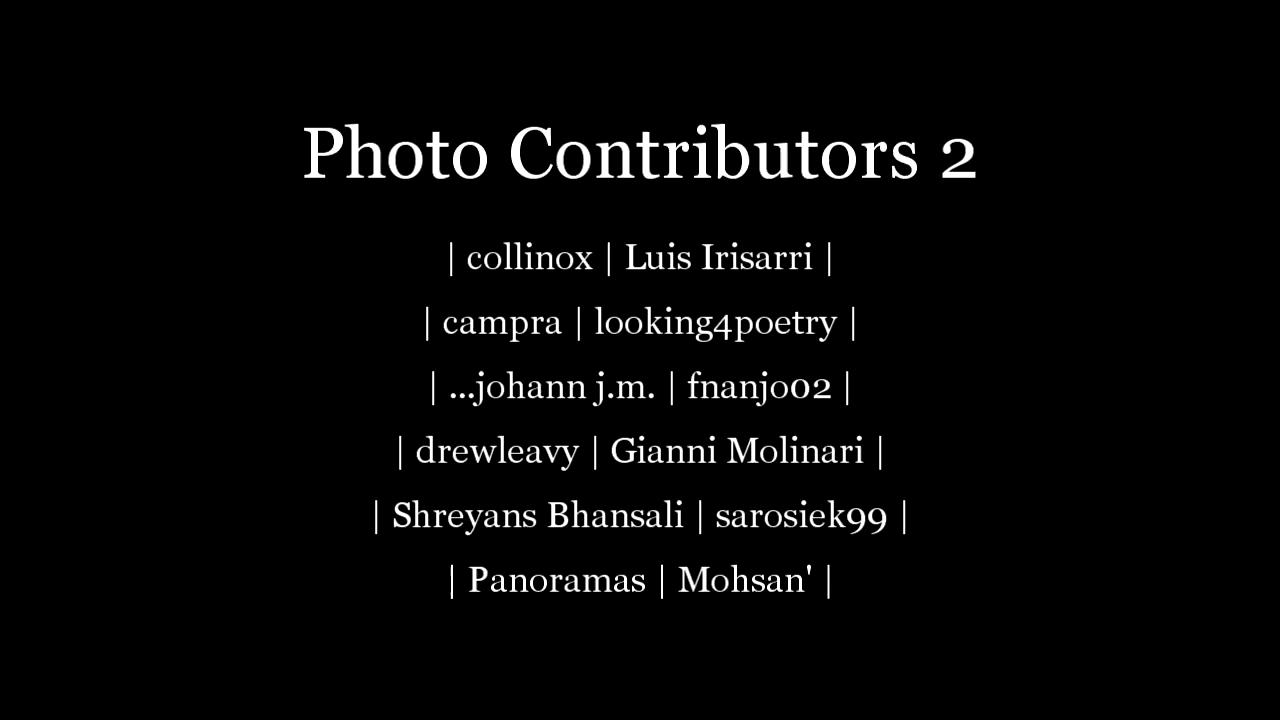 Photo Contributors 2
| collinox | Luis Irisarri |
| campra | looking4poetry |
| ...johann j.m. | fnanjo02 |
| drewleavy | Gianni Molinari |
| Shreyans Bhansali | sarosiek99 |
| Panoramas | Mohsan' |